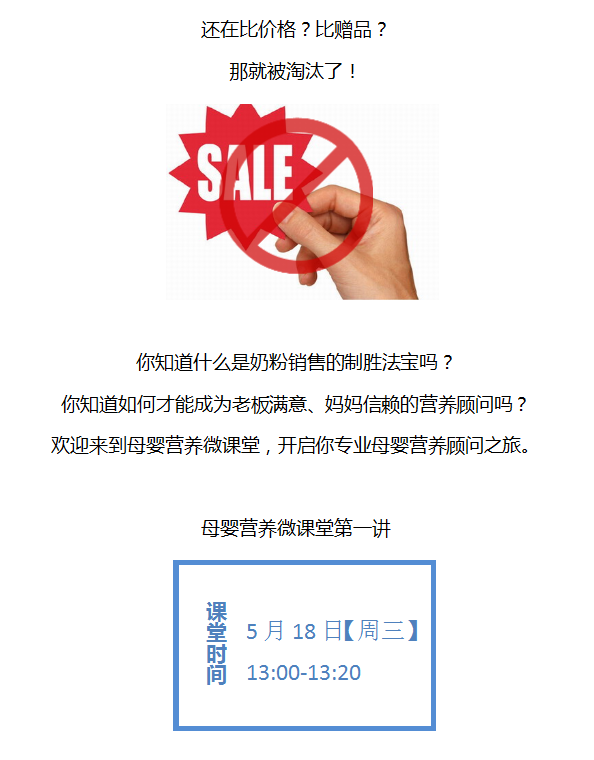 还在比价格？比赠品？
那就被淘汰了！
SALE
你知道什么是奶粉销售的制胜法宝吗？
你知道如何才能成为老板满意、妈妈信赖的营养顾问吗？
欢迎来到母婴营养微课堂，开启你专业母婴营养顾问之旅。
母婴营养微课堂第一讲
课堂时间
5月18日【周三】
13:00-13:20